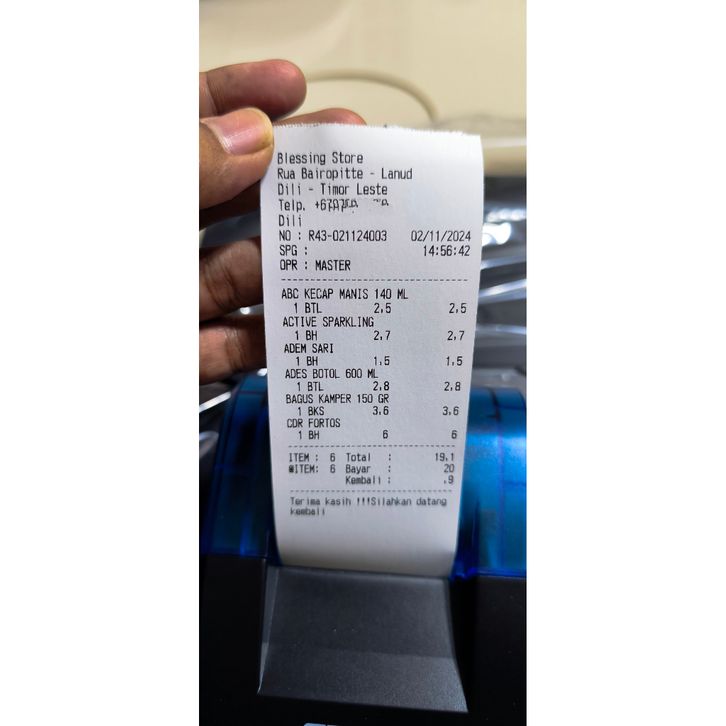 Blessing Store
Rua Bairopitte - Lanud
Dili - Timor Leste
Telp.
Dili
NO : R43-021124003 02/11/2024
SPG : 14:56:42
OPR : MASTER
ABC KECAP MANIS 140 ML
1 BTL 2,5 2,5
ACTIVE SPARKLING
1 BH 2,7 2,7
ADEM SARI
1 BH 1,5 1,5
ADES BOTOL 600 ML
1 BTL 2,8 2,8
BAGUS KAMPER 150 GR
1 BKS 3,6 3,6
CDR FORTOS
1 BH 6 6
ITEM : 6 Total : 19,1
#ITEM: 6 Bayar : 20
Kembali : ,9
Terima kasih !!!Silahkan datang
kembali